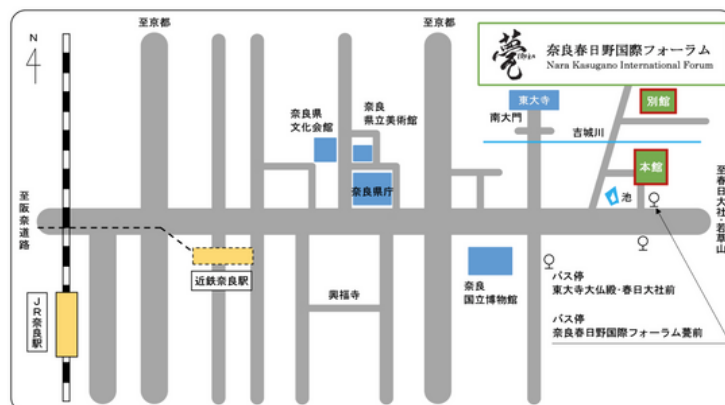 至京都
至京都
N
甍
奈良春日野国際フォーラム
Nara Kasugano International Forum
別館
東大寺
南大門
吉城川
奈良県
文化会館
奈良
県立美術館
本館
奈良県庁
池
至阪奈道路
至春日大社・若草山
近鉄奈良駅
JR奈良駅
興福寺
奈良
国立博物館
バス停
東大寺大仏殿・春日大社前
バス停
奈良春日野国際フォーラム甍前